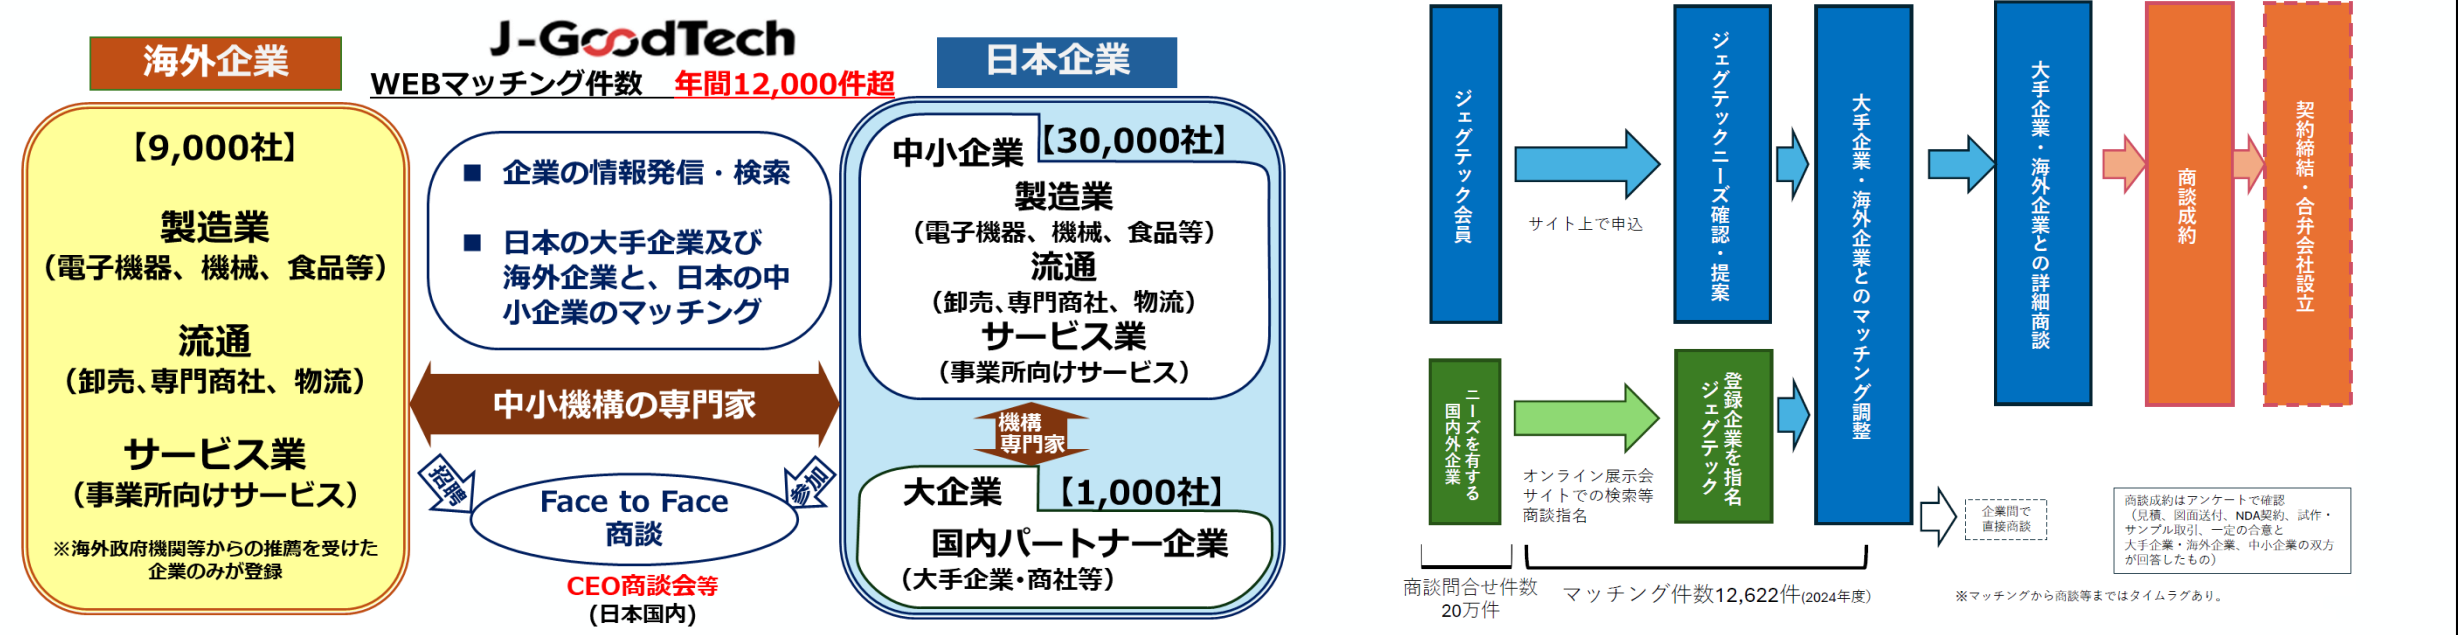 J-GoodTech
WEBマッチング件数　年間12,000件超
海外企業
【9,000社】
製造業
（電子機器、機械、食品等）
流通
（卸売､専門商社、物流）
サービス業
（事業所向けサービス）
※海外政府機関等からの推薦を受けた
企業のみが登録
■ 企業の情報発信・検索
■ 日本の大手企業及び
海外企業と、日本の中
小企業のマッチング
中小機構の専門家
招聘
参加
Face to Face
商談
CEO商談会等
(日本国内)
日本企業
中小企業【30,000社】
製造業
（電子機器、機械、食品等）
流通
（卸売､専門商社、物流）
サービス業
（事業所向けサービス）
機構
専門家
大企業【1,000社】
国内パートナー企業
（大手企業･商社等）
ジェグテック会員
サイト上で申込
ジェグテックニーズ確認・提案
大手企業・海外企業とのマッチング調整
大手企業・海外企業との詳細商談
商談成約
契約締結・合弁会社設立
ニーズを有する
国内外企業
オンライン展示会
サイトでの検索等
商談指名
登録企業を指名
ジェグテック
企業間で
直接商談
商談成約はアンケートで確認
（見積、図面送付、NDA契約、試作・
サンプル取引、一定の合意と
大手企業・海外企業、中小企業の双方
が回答したもの）
商談問合せ件数
20万件
マッチング件数12,622件(2024年度）
※マッチングから商談等まではタイムラグあり。